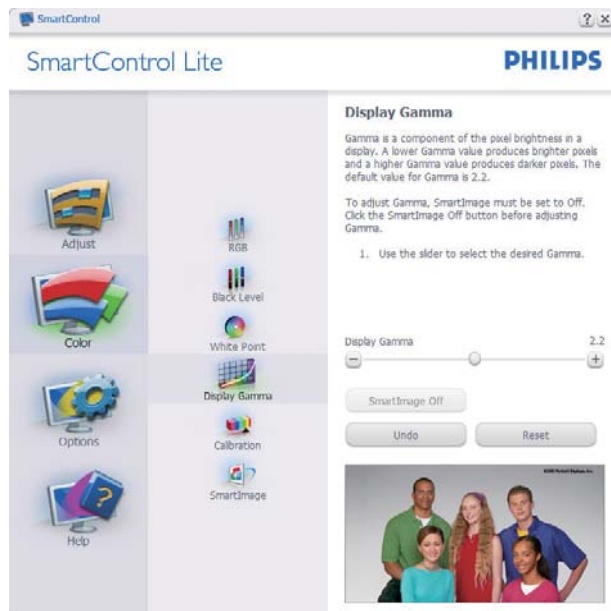 SmartControl
SmartControl Lite
PHILIPS
Adjust
Color
Options
Help
RGB
Black Level
White Point
Display Gamma
Calibration
SmartImage
Display Gamma
Gamma is a component of the pixel brightness in a
display. A lower Gamma value produces brighter pixels
and a higher Gamma value produces darker pixels. The
default value for Gamma is 2.2.
To adjust Gamma, SmartImage must be set to Off.
Click the SmartImage Off button before adjusting
Gamma.
1. Use the slider to select the desired Gamma.
Display Gamma 2.2
SmartImage Off
Undo Reset